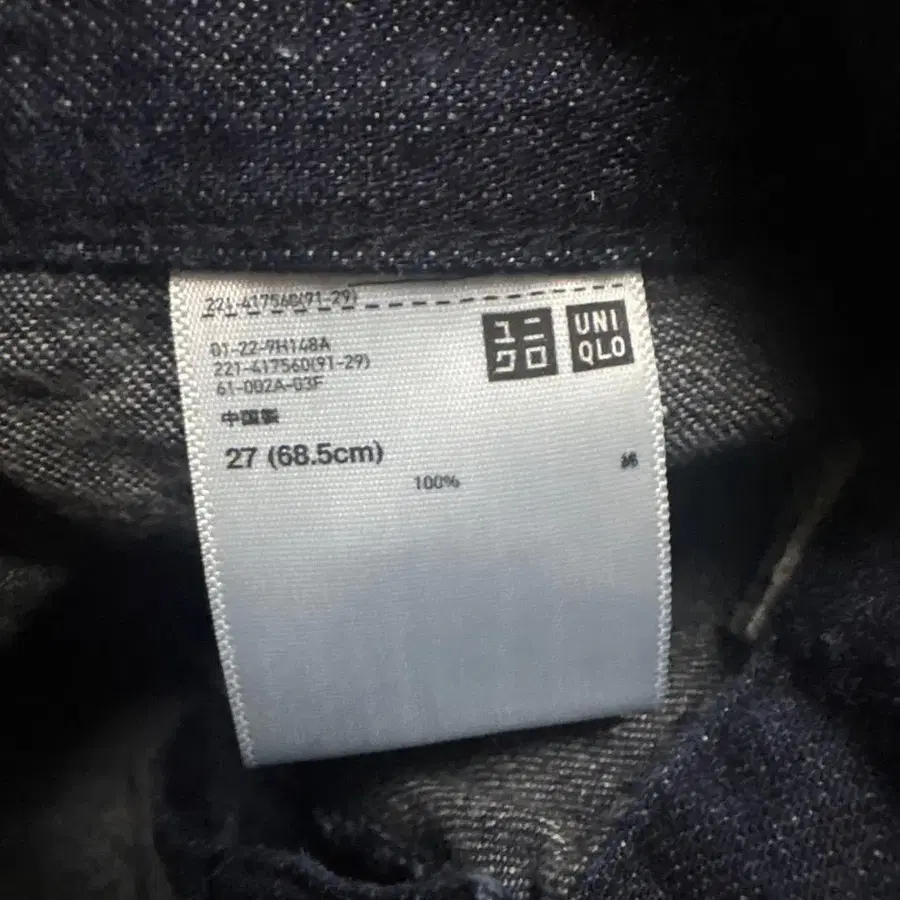 221-417560(91-29)
ユニ
クロ
UNI
QLO
01-22-9H148A
221-417560(91-29)
61-002A-03F
中国製
27 (68.5cm)
綿
100%